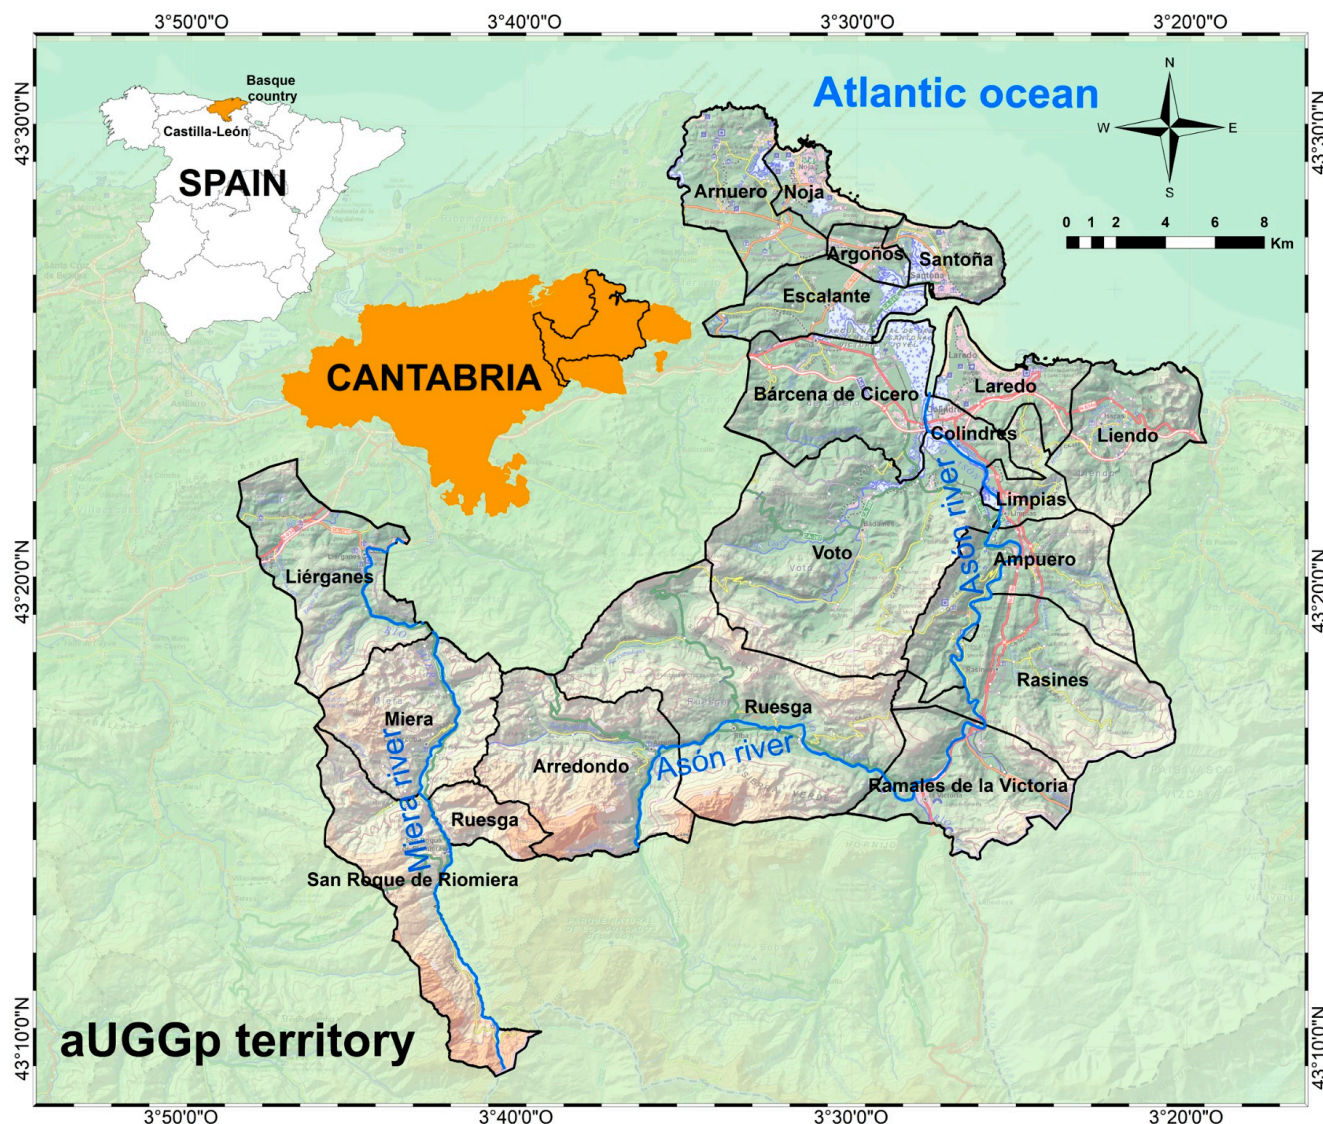 3°50'0"O
3°40'0"O
3°30'0"O
3°20'0"O
43°30'0"N
43°20'0"N
43°10'0"N
43°30'0"N
43°20'0"N
43°10'0"N
Basque
country
Castilla-León
SPAIN
Atlantic ocean
N
W
E
S
0 1 2 4 6 8
Km
CANTABRIA
Arnuero
Noja
Argoños
Santoña
Escalante
Bárcena de Cicero
Laredo
Colindres
Liendo
Limpias
Voto
Asón river
Ampuero
Liérganes
Rasines
Miera
Ruesga
Arredondo
Asón river
Miera river
Ramales de la Victoria
Ruesga
San Roque de Riomiera
aUGGp territory
3°50'0"O
3°40'0"O
3°30'0"O
3°20'0"O